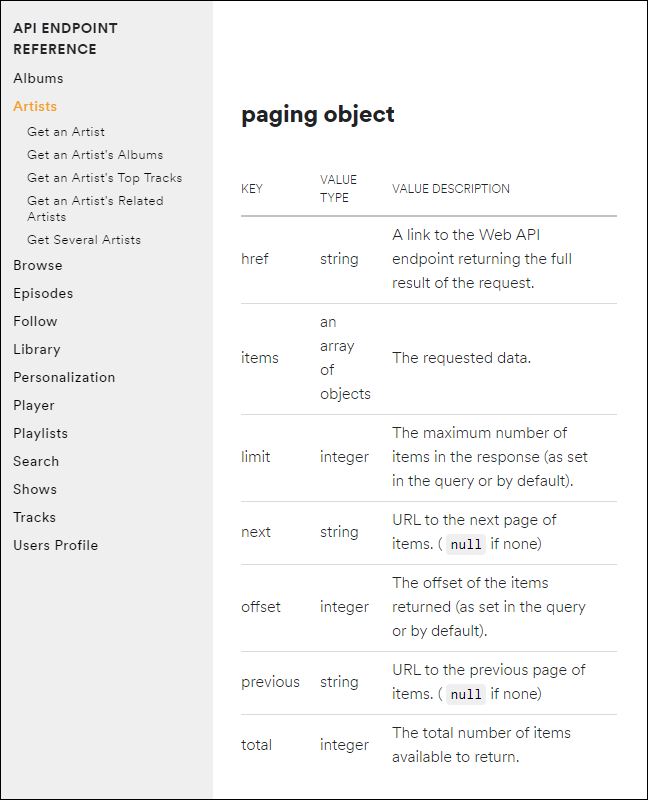 API ENDPOINT
REFERENCE
Albums
Artists
Get an Artist
Get an Artist's Albums
Get an Artist's Top Tracks
Get an Artist's Related
Artists
Get Several Artists
Browse
Episodes
Follow
Library
Personalization
Player
Playlists
Search
Shows
Tracks
Users Profile
paging object
KEY
VALUE
TYPE
VALUE DESCRIPTION
href
string
A link to the Web API
endpoint returning the full
result of the request.
items
an
array
of
objects
The requested data.
limit
integer
The maximum number of
items in the response (as set
in the query or by default).
next
string
URL to the next page of
items. ( null if none)
offset
integer
The offset of the items
returned (as set in the query
or by default).
previous
string
URL to the previous page of
items. ( null if none)
total
integer
The total number of items
available to return.